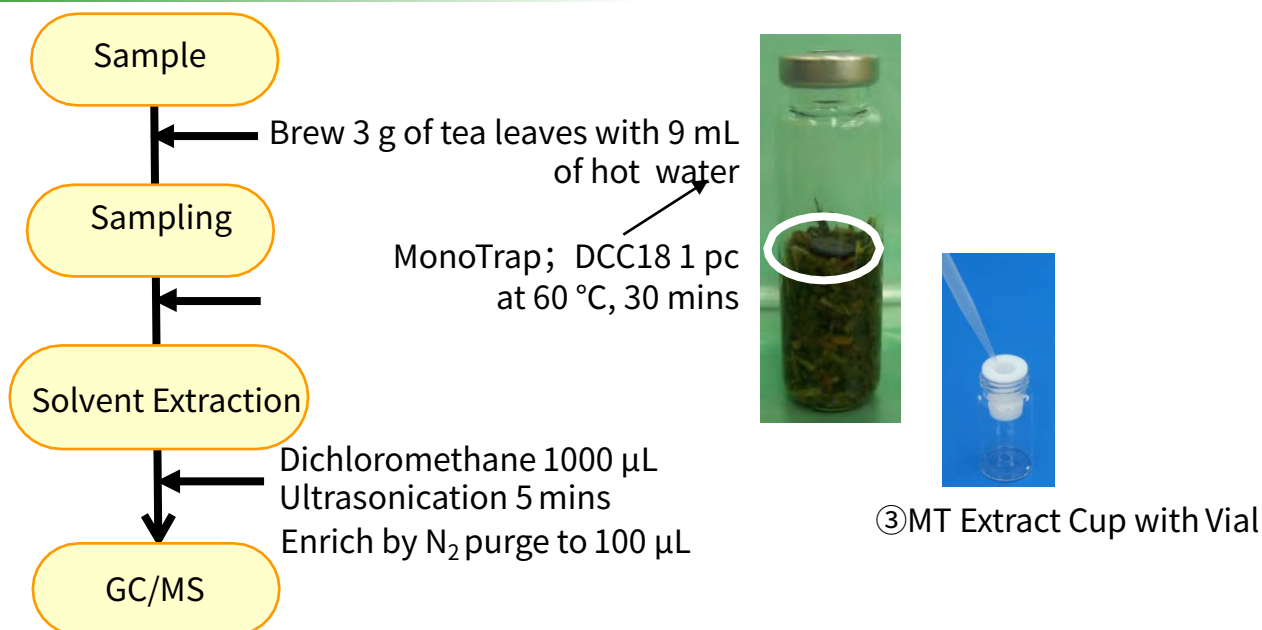 Sample
Brew 3 g of tea leaves with 9 mL
of hot water
Sampling
MonoTrap；DCC18 1 pc
at 60 °C, 30 mins
Solvent Extraction
Dichloromethane 1000 µL
Ultrasonication 5 mins
Enrich by N₂ purge to 100 µL
③MT Extract Cup with Vial
GC/MS